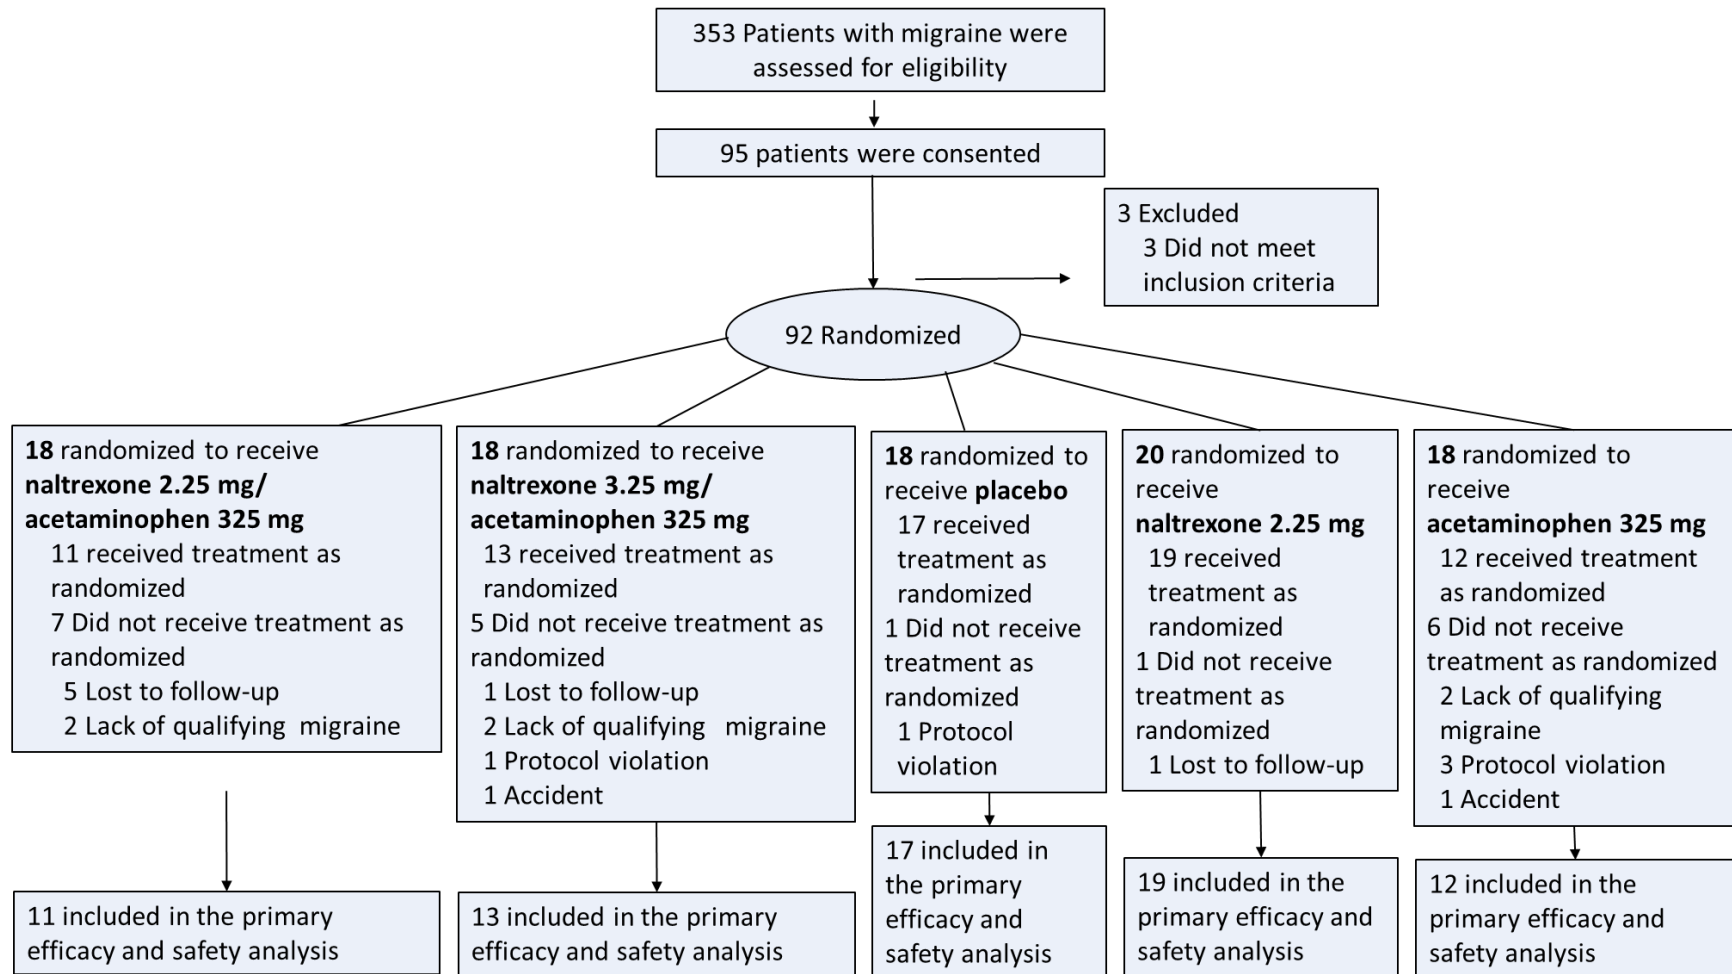 353 Patients with migraine were
assessed for eligibility
95 patients were consented
3 Excluded
3 Did not meet
inclusion criteria
92 Randomized
18 randomized to receive
naltrexone 2.25 mg/
acetaminophen 325 mg
11 received treatment as
randomized
7 Did not receive treatment as
randomized
5 Lost to follow-up
2 Lack of qualifying migraine
18 randomized to receive
naltrexone 3.25 mg/
acetaminophen 325 mg
13 received treatment as
randomized
5 Did not receive treatment as
randomized
1 Lost to follow-up
2 Lack of qualifying migraine
1 Protocol violation
1 Accident
18 randomized to
receive placebo
17 received
treatment as
randomized
1 Did not receive
treatment as
randomized
1 Protocol
violation
20 randomized to
receive
naltrexone 2.25 mg
19 received
treatment as
randomized
1 Did not receive
treatment as
randomized
1 Lost to follow-up
18 randomized to
receive
acetaminophen 325 mg
12 received treatment
as randomized
6 Did not receive
treatment as randomized
2 Lack of qualifying
migraine
3 Protocol violation
1 Accident
11 included in the primary
efficacy and safety analysis
13 included in the primary
efficacy and safety analysis
17 included in
the primary
efficacy and
safety analysis
19 included in the
primary efficacy and
safety analysis
12 included in the
primary efficacy and
safety analysis